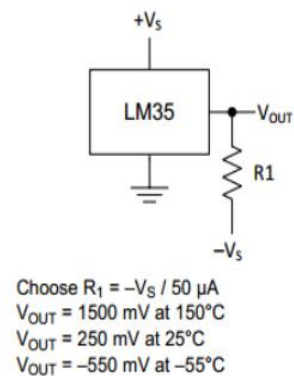 +Vs
LM35
VOUT
R1
–Vs
Choose R1 = –VS / 50 µA
VOUT = 1500 mV at 150°C
VOUT = 250 mV at 25°C
VOUT = –550 mV at –55°C